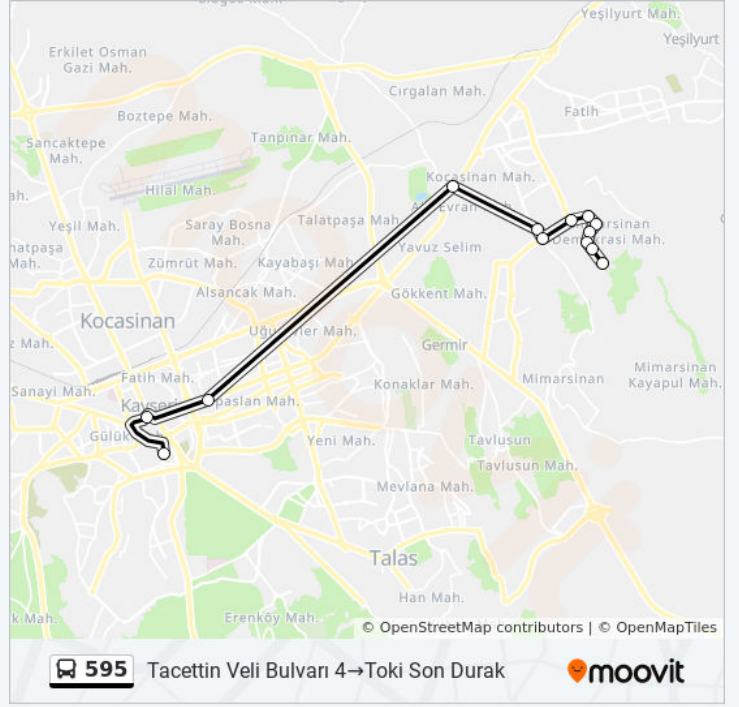 Yeşilyurt Mah.
Yeşilyurt
Erkilet Osman
Gazi Mah.
Cırgalan Mah.
Boztepe Mah.
Fatih
Sancaktepe
Mah.
Tanpınar Mah.
Hilal Mah.
Kocasinan Mah.
Saray Bosna
Mah.
Talatpaşa Mah.
Yeşil Mah.
Mah.
Yavuz Selim
Zümrüt Mah.
Kayabaşı Mah.
Alsancak Mah.
Gökkent Mah.
Kocasinan
Mah.
Germir
Fatih Mah.
Konaklar Mah.
Mimarsinan
Mimarsinan
Kayapul Mah.
Sanayi Mah.
Yeni Mah.
Tavlusun
Tavlusun Mah.
Mevlana Mah.
Talas
Han Mah.
Erenköy Mah.
© OpenStreetMap contributors | © OpenMapTiles
595 Tacettin Veli Bulvarı 4→Toki Son Durak
moovit